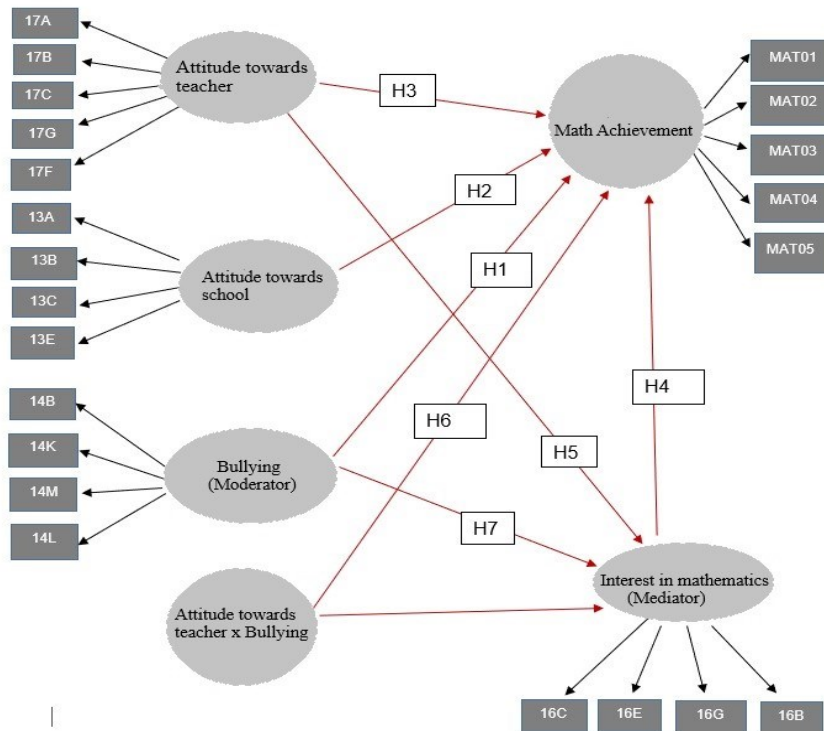 17A
17B
17C
17G
17F
Attitude towards
teacher
H3
Math Achievement
MAT01
MAT02
MAT03
MAT04
MAT05
13A
13B
13C
13E
Attitude towards
school
H2
H1
H4
14B
14K
14M
14L
Bullying
(Moderator)
H6
H5
H7
Attitude towards
teacher x Bullying
Interest in mathematics
(Mediator)
16C
16E
16G
16B